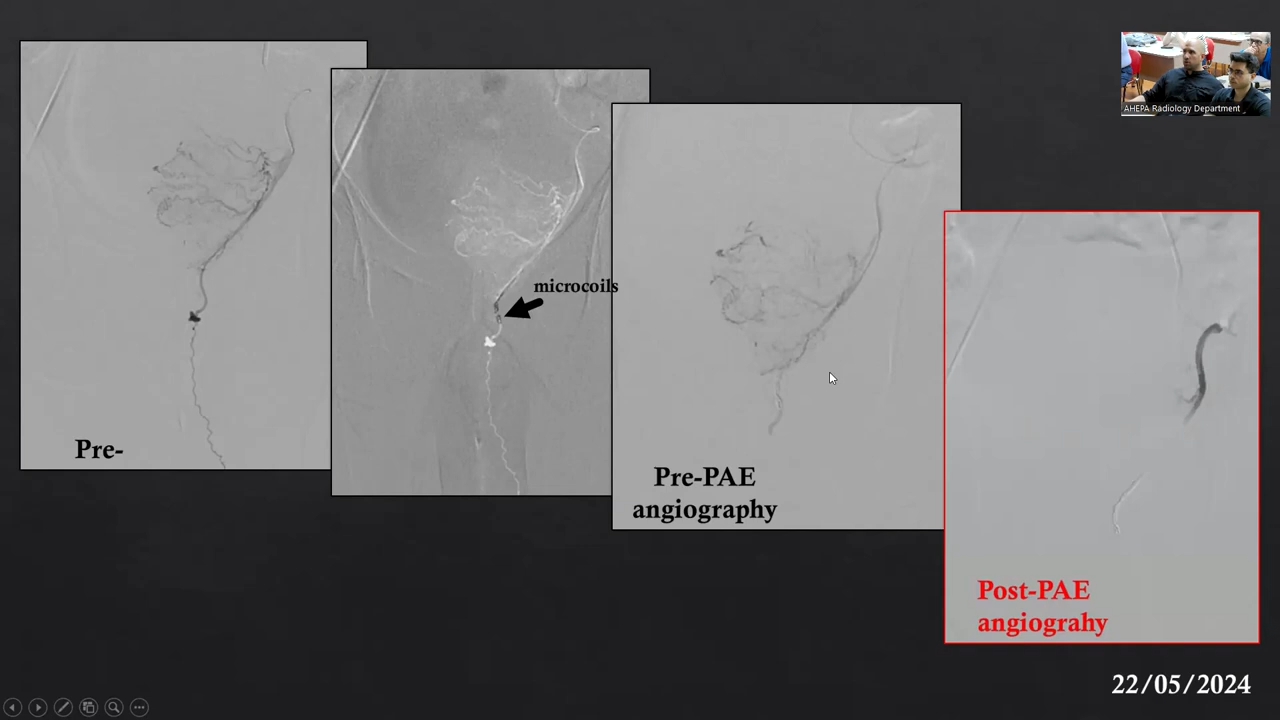 AHEPA Radiology Department
microcoils
Pre-
Pre-PAE
angiography
Post-PAE
angiograhy
22/05/2024